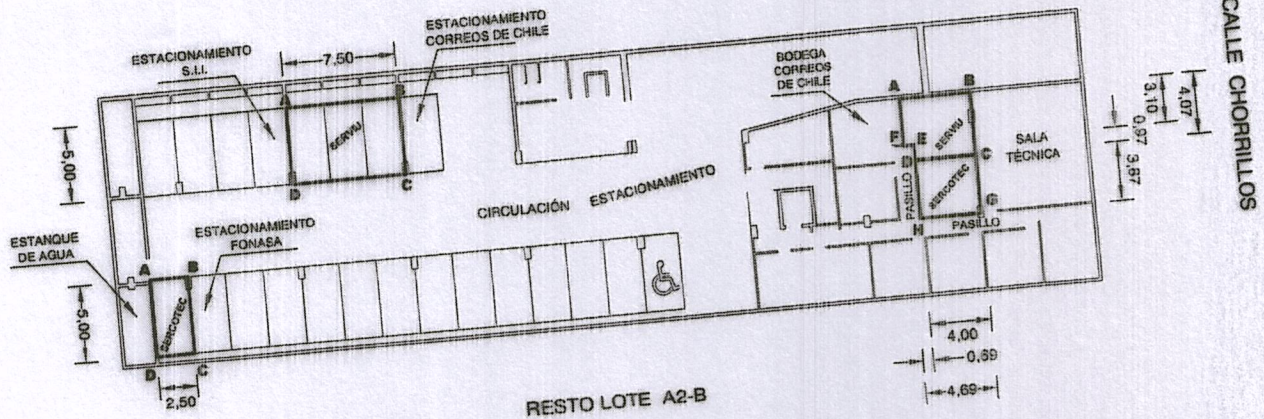 ESTACIONAMIENTO
CORREOS DE CHILE
ESTACIONAMIENTO
S.I.I.
7,50
A
B
SERVIU
D
C
5,00
BODEGA
CORREOS
DE CHILE
A
B
F
E
SERVIU
D
C
SERCOTEC
PASILLO
G
H
PASILLO
SALA
TÉCNICA
3,10
4,07
0,97
3,87
CALLE CHORRILLOS
CIRCULACIÓN ESTACIONAMIENTO
ESTANQUE
DE AGUA
ESTACIONAMIENTO
FONASA
A
B
SERCOTEC
D
C
5,00
2,50
4,00
0,69
4,69
RESTO LOTE A2-B